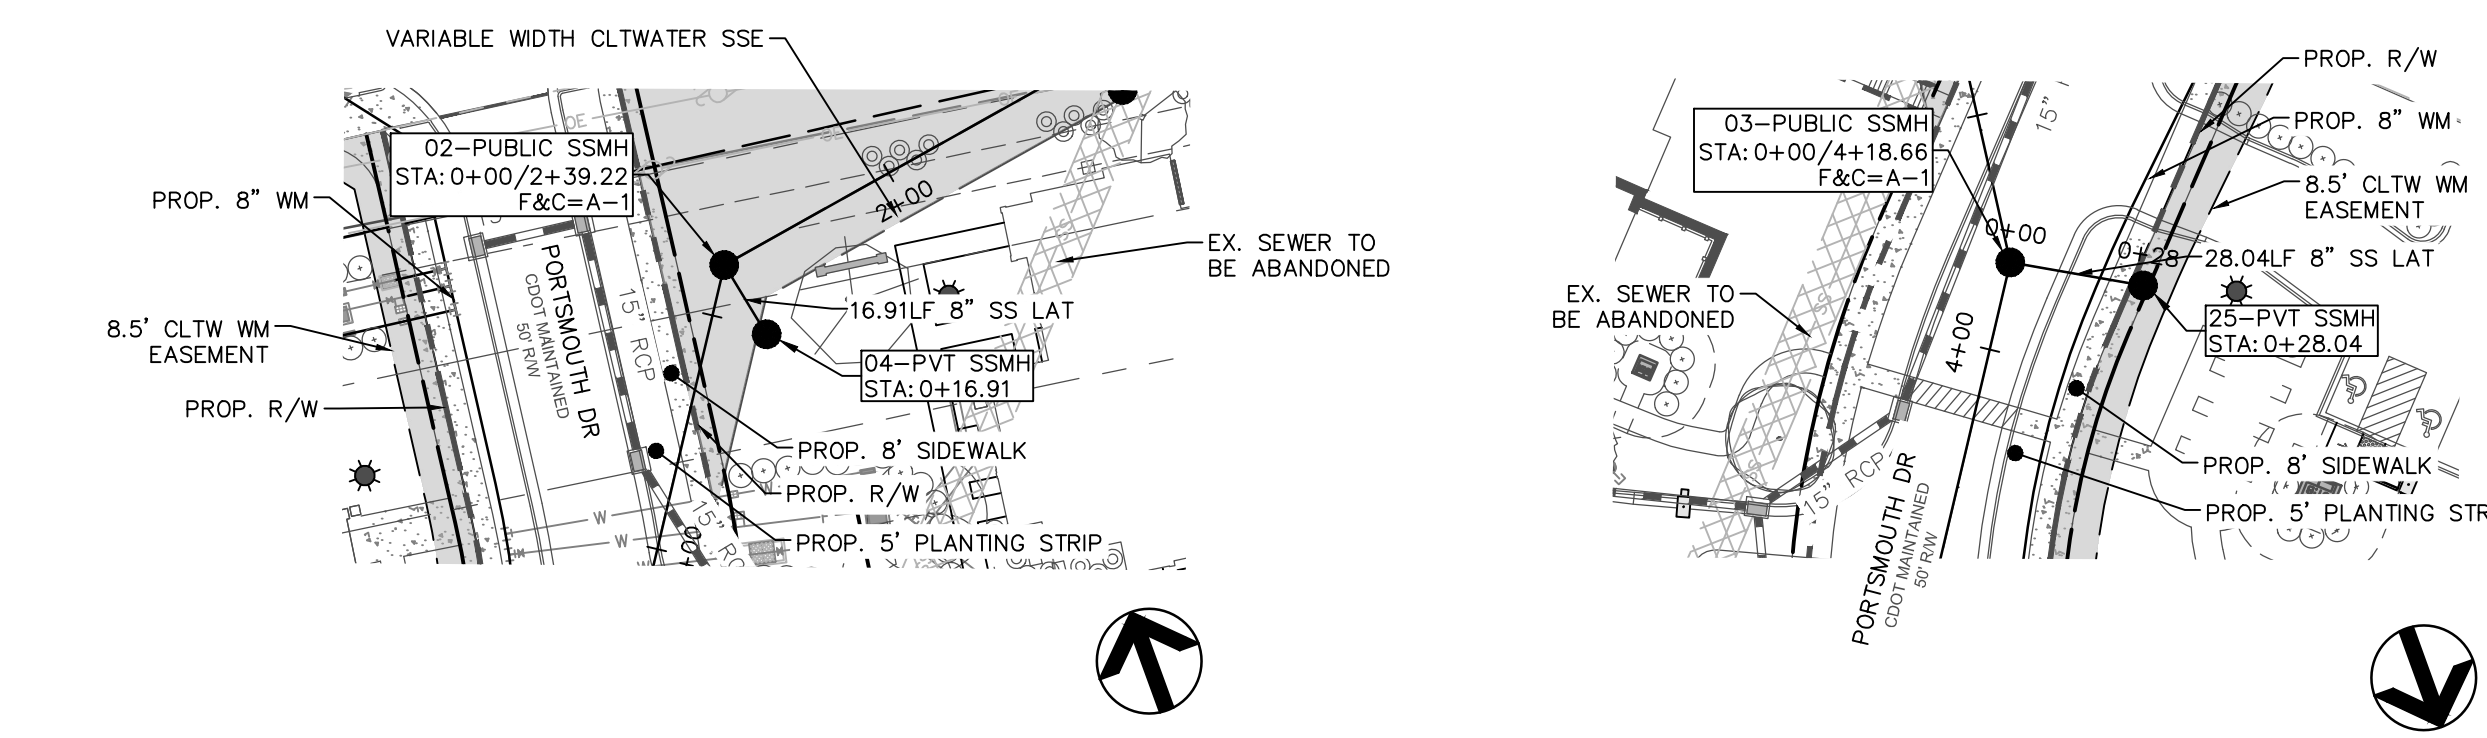 VARIABLE WIDTH CLTWATER SSE
OE
02-PUBLIC SSMH
STA: 0+00/2+39.22
F&C=A-1
PROP. 8" WM
2+00
SS
EX. SEWER TO
BE ABANDONED
PORTSMOUTH DR
CDOT MAINTAINED
50' R/W
15" RCP
16.91LF 8" SS LAT
8.5' CLTW WM
EASEMENT
04-PVT SSMH
STA: 0+16.91
PROP. R/W
PROP. 8' SIDEWALK
PROP. R/W
W
W
W
PROP. 5' PLANTING STRIP
PROP. R/W
15"
03-PUBLIC SSMH
STA: 0+00/4+18.66
F&C=A-1
PROP. 8" WM
8.5' CLTW WM
EASEMENT
0+00
0+28
28.04LF 8" SS LAT
SS
EX. SEWER TO
BE ABANDONED
25-PVT SSMH
STA: 0+28.04
4+00
SS
PROP. 8' SIDEWALK
15" RCP
PROP. 5' PLANTING STR
PORTSMOUTH DR
CDOT MAINTAINED
50' R/W